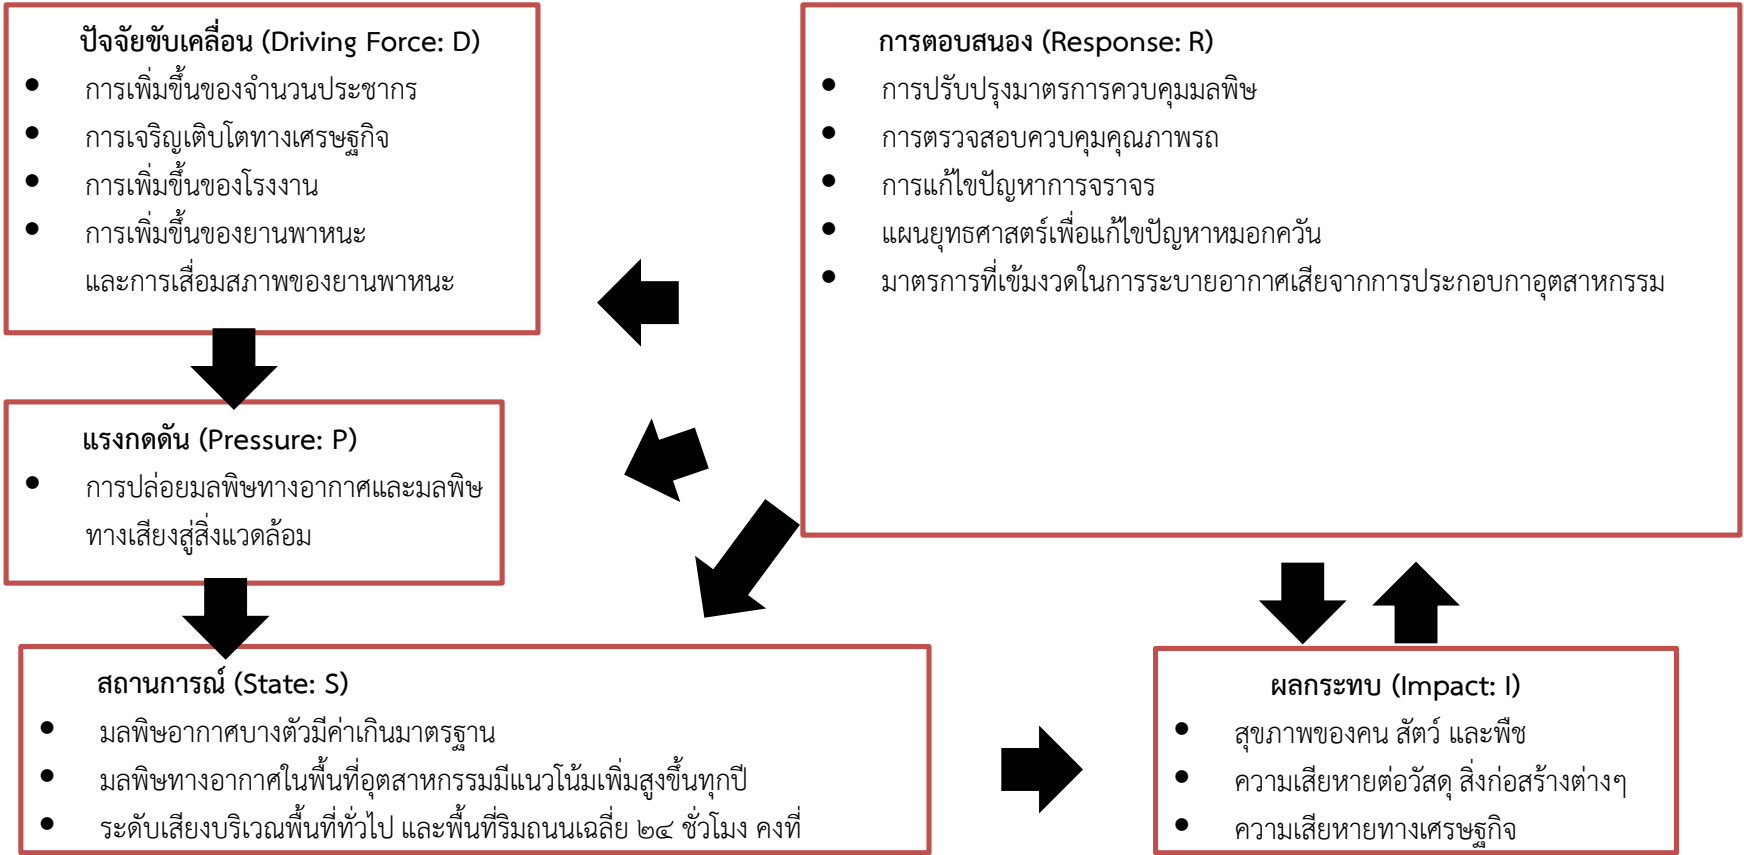 ปัจจัยขับเคลื่อน (Driving Force: D)
● การเพิ่มขึ้นของจำนวนประชากร
● การเจริญเติบโตทางเศรษฐกิจ
● การเพิ่มขึ้นของโรงงาน
● การเพิ่มขึ้นของยานพาหนะ
และการเสื่อมสภาพของยานพาหนะ
การตอบสนอง (Response: R)
● การปรับปรุงมาตรการควบคุมมลพิษ
● การตรวจสอบควบคุมคุณภาพรถ
● การแก้ไขปัญหาการจราจร
● แผนยุทธศาสตร์เพื่อแก้ไขปัญหาหมอกควัน
● มาตรการที่เข้มงวดในการระบายอากาศเสียจากการประกอบกาอุตสาหกรรม
แรงกดดัน (Pressure: P)
● การปล่อยมลพิษทางอากาศและมลพิษ
ทางเสียงสู่สิ่งแวดล้อม
สถานการณ์ (State: S)
● มลพิษอากาศบางตัวมีค่าเกินมาตรฐาน
● มลพิษทางอากาศในพื้นที่อุตสาหกรรมมีแนวโน้มเพิ่มสูงขึ้นทุกปี
● ระดับเสียงบริเวณพื้นที่ทั่วไป และพื้นที่ริมถนนเฉลี่ย ๒๔ ชั่วโมง คงที่
ผลกระทบ (Impact: I)
● สุขภาพของคน สัตว์ และพืช
● ความเสียหายต่อวัสดุ สิ่งก่อสร้างต่างๆ
● ความเสียหายทางเศรษฐกิจ